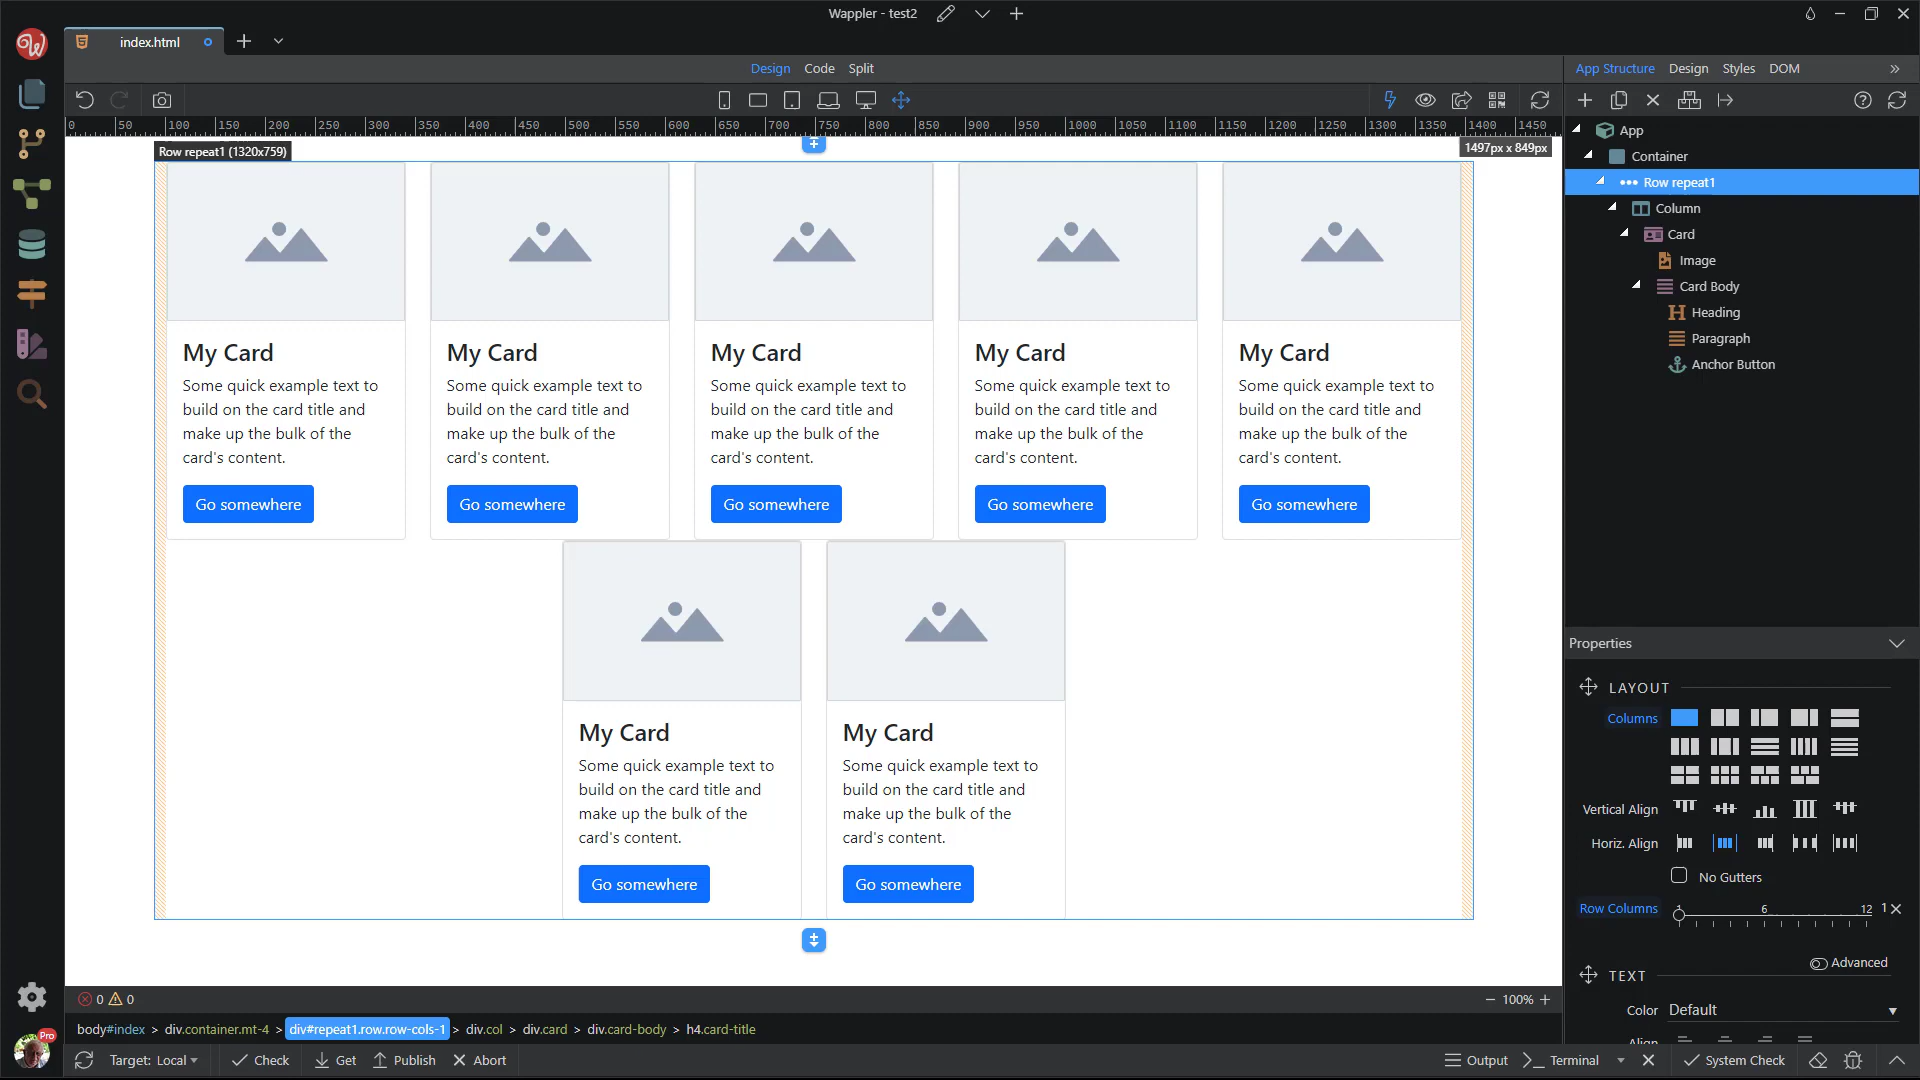 Wappler - test2
index.html
Design Code Split
App Structure Design Styles DOM
0 50 100 150 200 250 300 350 400 450 500 550 600 650 700 750 800 850 900 950 1000 1050 1100 1150 1200 1250 1300 1350 1400 1450
Row repeat1 (1320x759)
1497px x 849px
App
Container
Row repeat1
Column
Card
Image
Card Body
Heading
Paragraph
Anchor Button
My Card
Some quick example text to
build on the card title and
make up the bulk of the
card's content.
Go somewhere
My Card
Some quick example text to
build on the card title and
make up the bulk of the
card's content.
Go somewhere
My Card
Some quick example text to
build on the card title and
make up the bulk of the
card's content.
Go somewhere
My Card
Some quick example text to
build on the card title and
make up the bulk of the
card's content.
Go somewhere
My Card
Some quick example text to
build on the card title and
make up the bulk of the
card's content.
Go somewhere
My Card
Some quick example text to
build on the card title and
make up the bulk of the
card's content.
Go somewhere
My Card
Some quick example text to
build on the card title and
make up the bulk of the
card's content.
Go somewhere
Properties
LAYOUT
Columns
Vertical Align
Horiz. Align
No Gutters
Row Columns 1 6 12 1
Advanced
TEXT
Color Default
Align
0 0
100%
body#index > div.container.mt-4 > div#repeat1.row.row-cols-1 > div.col > div.card > div.card-body > h4.card-title
Pro
Target: Local Check Get Publish Abort
Output Terminal System Check